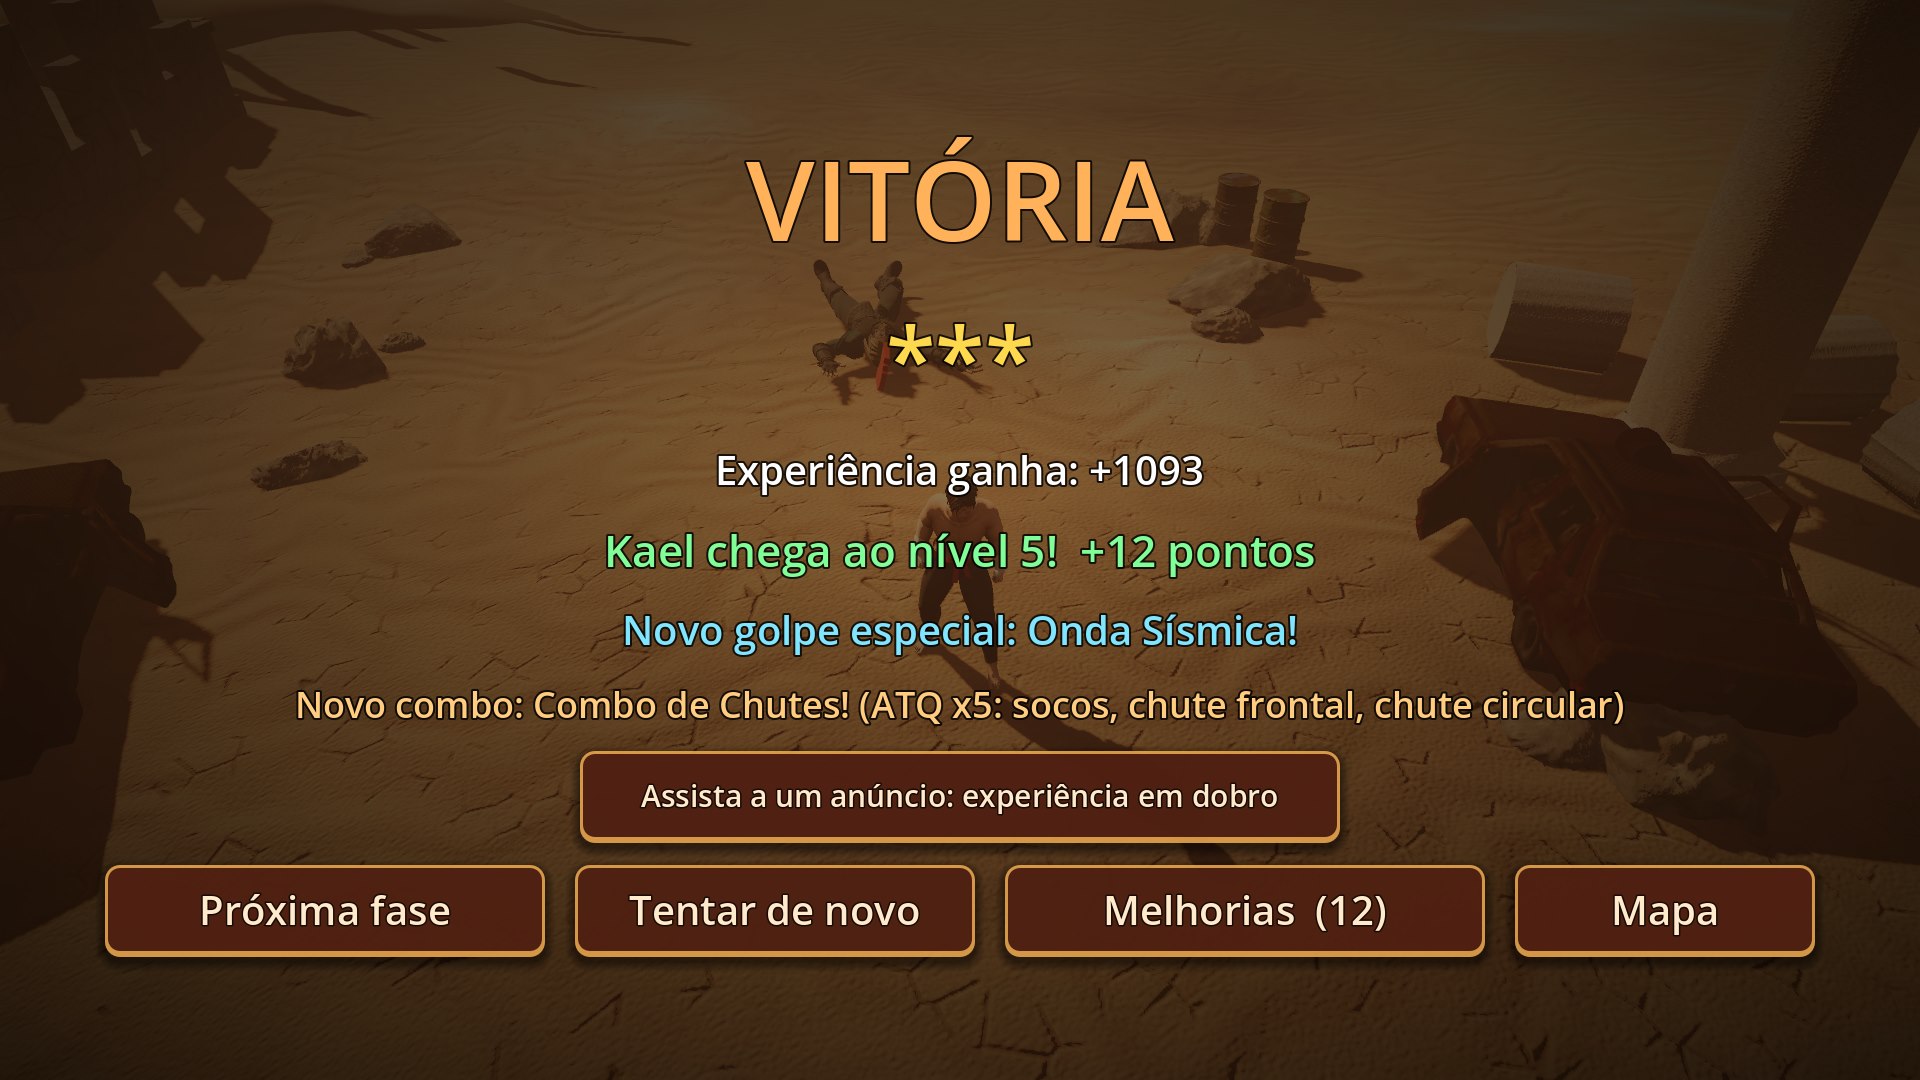 VITÓRIA
***
Experiência ganha: +1093
Kael chega ao nível 5!  +12 pontos
Novo golpe especial: Onda Sísmica!
Novo combo: Combo de Chutes! (ATQ x5: socos, chute frontal, chute circular)
Assista a um anúncio: experiência em dobro
Próxima fase
Tentar de novo
Melhorias  (12)
Mapa